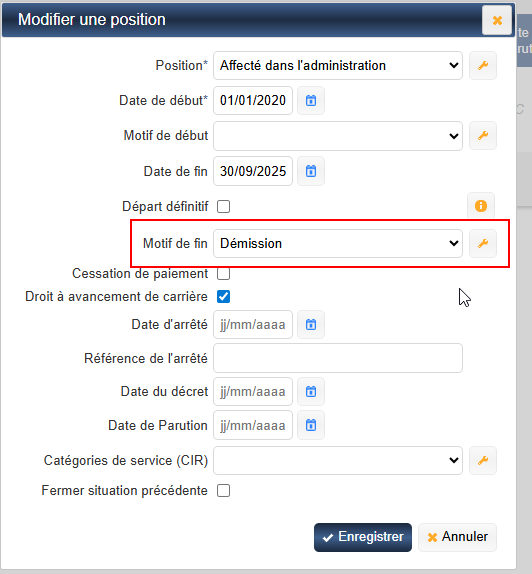 Modifier une position
Position* Affecté dans l'administration
Date de début* 01/01/2020
Motif de début
Date de fin 30/09/2025
Départ définitif
Motif de fin Démission
Cessation de paiement
Droit à avancement de carrière
Date d'arrêté jj/mm/aaaa
Référence de l'arrêté
Date du décret jj/mm/aaaa
Date de Parution jj/mm/aaaa
Catégories de service (CIR)
Fermer situation précédente
Enregistrer Annuler